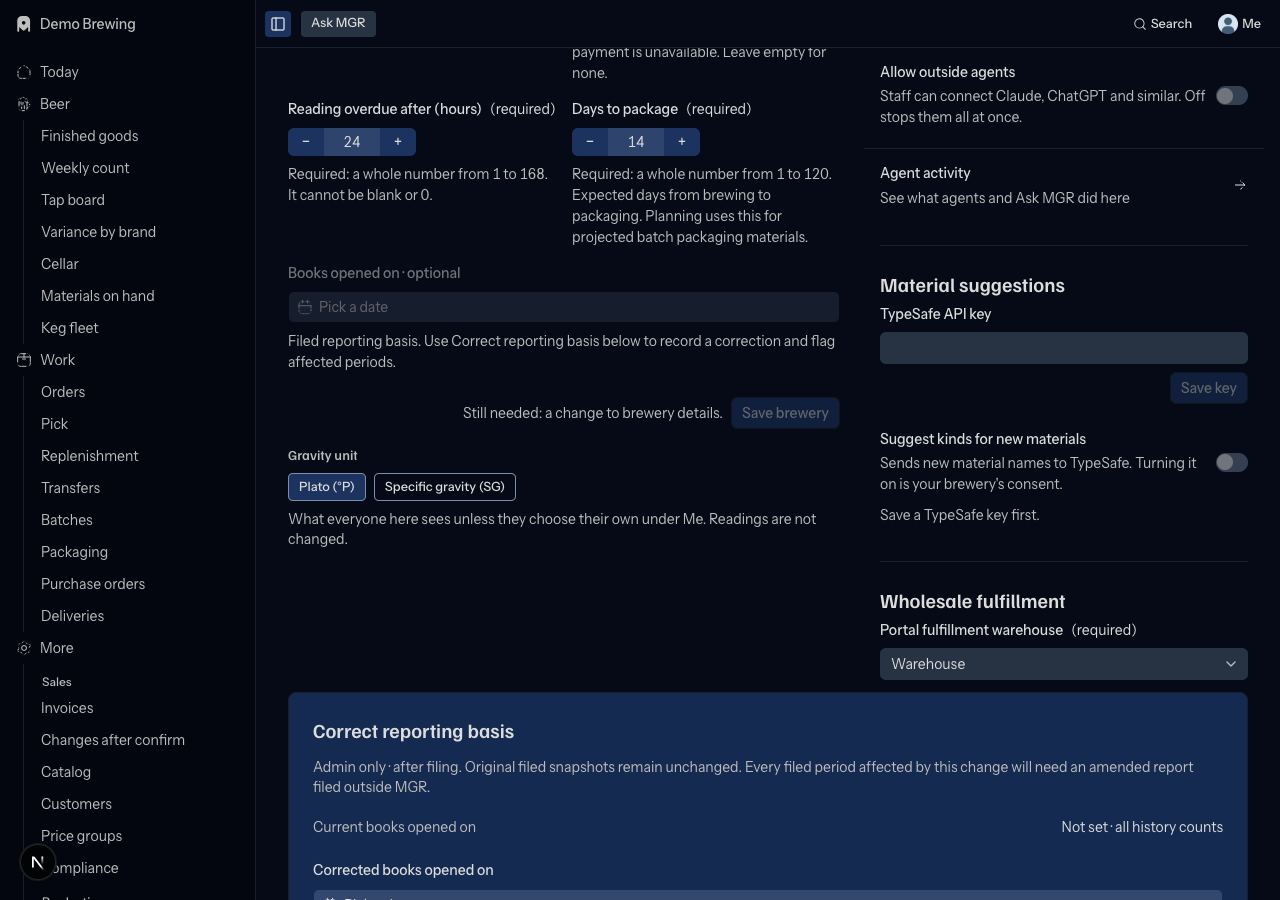 Demo Brewing
Ask MGR
Search
Me
Today
Beer
Finished goods
Weekly count
Tap board
Variance by brand
Cellar
Materials on hand
Keg fleet
Work
Orders
Pick
Replenishment
Transfers
Batches
Packaging
Purchase orders
Deliveries
More
Sales
Invoices
Changes after confirm
Catalog
Customers
Price groups
N
payment is unavailable. Leave empty for
none.
Reading overdue after (hours) (required)
− 24 +
Required: a whole number from 1 to 168.
It cannot be blank or 0.
Days to package (required)
− 14 +
Required: a whole number from 1 to 120.
Expected days from brewing to
packaging. Planning uses this for
projected batch packaging materials.
Books opened on · optional
Pick a date
Filed reporting basis. Use Correct reporting basis below to record a correction and flag
affected periods.
Still needed: a change to brewery details.
Save brewery
Gravity unit
Plato (°P)
Specific gravity (SG)
What everyone here sees unless they choose their own under Me. Readings are not
changed.
Allow outside agents
Staff can connect Claude, ChatGPT and similar. Off
stops them all at once.
Agent activity
See what agents and Ask MGR did here
Material suggestions
TypeSafe API key
Save key
Suggest kinds for new materials
Sends new material names to TypeSafe. Turning it
on is your brewery's consent.
Save a TypeSafe key first.
Wholesale fulfillment
Portal fulfillment warehouse (required)
Warehouse
Correct reporting basis
Admin only · after filing. Original filed snapshots remain unchanged. Every filed period affected by this change will need an amended report
filed outside MGR.
Current books opened on
Not set · all history counts
Corrected books opened on